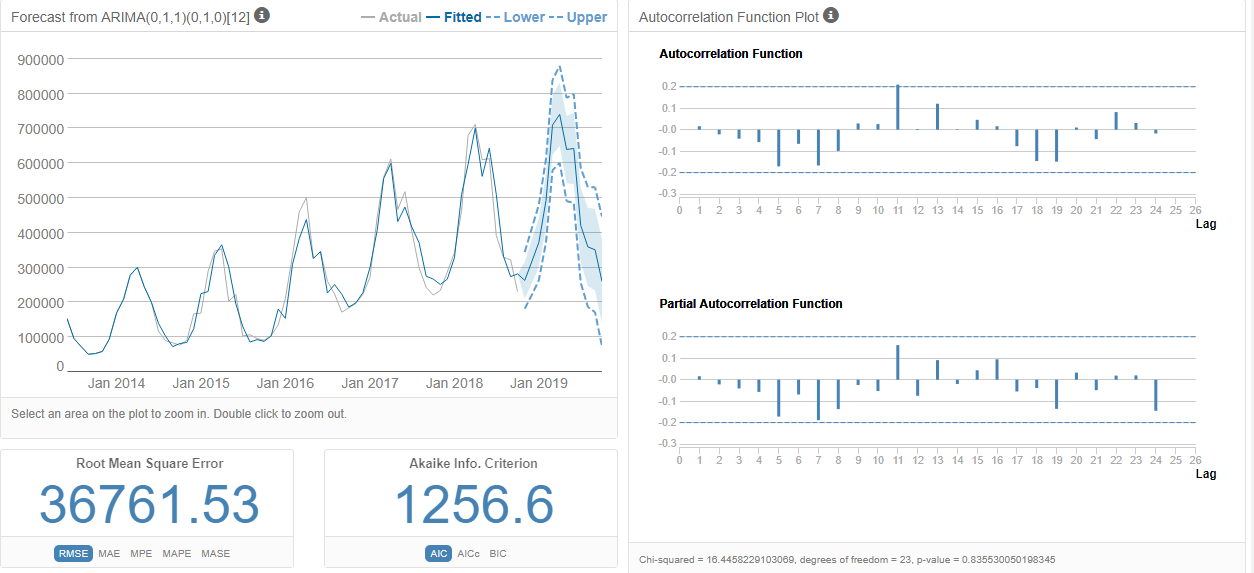 Forecast from ARIMA(0,1,1)(0,1,0)[12]
Actual Fitted Lower Upper
900000
800000
700000
600000
500000
400000
300000
200000
100000
0
Jan 2014 Jan 2015 Jan 2016 Jan 2017 Jan 2018 Jan 2019
Select an area on the plot to zoom in. Double click to zoom out.
Root Mean Square Error
36761.53
RMSE MAE MPE MAPE MASE
Akaike Info. Criterion
1256.6
AIC AICc BIC
Autocorrelation Function Plot
Autocorrelation Function
0.2
0.1
-0.0
-0.1
-0.2
-0.3
0 1 2 3 4 5 6 7 8 9 10 11 12 13 14 15 16 17 18 19 20 21 22 23 24 25 26
Lag
Partial Autocorrelation Function
0.2
0.1
-0.0
-0.1
-0.2
-0.3
0 1 2 3 4 5 6 7 8 9 10 11 12 13 14 15 16 17 18 19 20 21 22 23 24 25 26
Lag
Chi-squared = 16.4458229103069, degrees of freedom = 23, p-value = 0.835530050198345